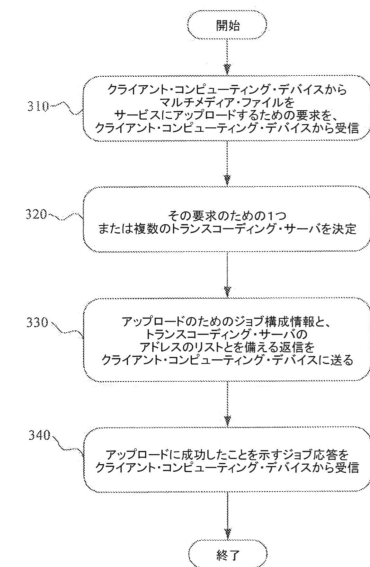 開始
310
クライアント・コンピューティング・デバイスから
マルチメディア・ファイルを
サービスにアップロードするための要求を、
クライアント・コンピューティング・デバイスから受信
320
その要求のための1つ
または複数のトランスコーディング・サーバを決定
330
アップロードのためのジョブ構成情報と、
トランスコーディング・サーバの
アドレスのリストとを備える返信を
クライアント・コンピューティング・デバイスに送る
340
アップロードに成功したことを示すジョブ応答を
クライアント・コンピューティング・デバイスから受信
終了